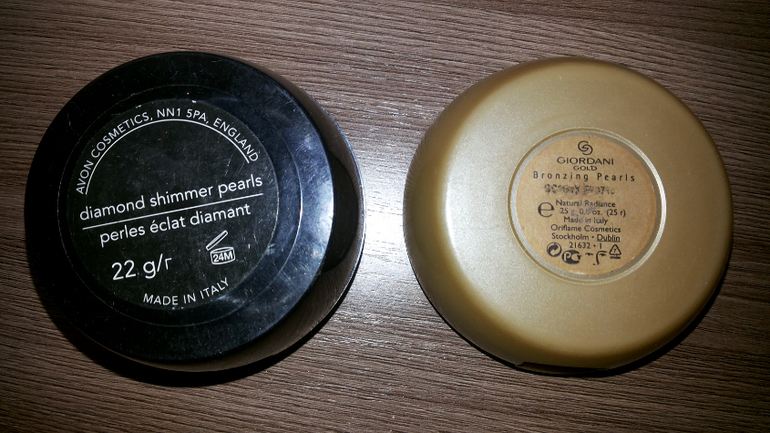 AVON COSMETICS, NN1 5PA, ENGLAND
diamond shimmer pearls
perles éclat diamant
22 g/г
24M
MADE IN ITALY
GIORDANI
GOLD
Bronzing Pearls
Natural Radiance
25 g 0.8 oz. (25 г)
Made in Italy
Oriflame Cosmetics
Stockholm • Dublin
21632 • 1